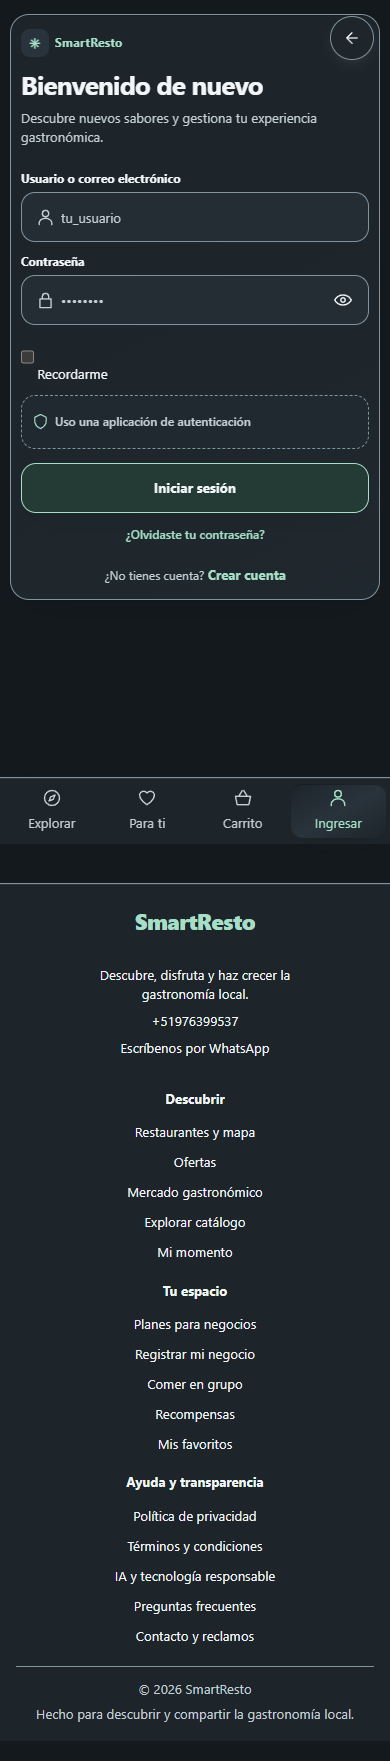 SmartResto
Bienvenido de nuevo
Descubre nuevos sabores y gestiona tu experiencia
gastronómica.
Usuario o correo electrónico
tu_usuario
Contraseña
••••••••
Recordarme
Uso una aplicación de autenticación
Iniciar sesión
¿Olvidaste tu contraseña?
¿No tienes cuenta? Crear cuenta
Explorar
Para ti
Carrito
Ingresar
SmartResto
Descubre, disfruta y haz crecer la
gastronomía local.
+51976399537
Escríbenos por WhatsApp
Descubrir
Restaurantes y mapa
Ofertas
Mercado gastronómico
Explorar catálogo
Mi momento
Tu espacio
Planes para negocios
Registrar mi negocio
Comer en grupo
Recompensas
Mis favoritos
Ayuda y transparencia
Política de privacidad
Términos y condiciones
IA y tecnología responsable
Preguntas frecuentes
Contacto y reclamos
© 2026 SmartResto
Hecho para descubrir y compartir la gastronomía local.